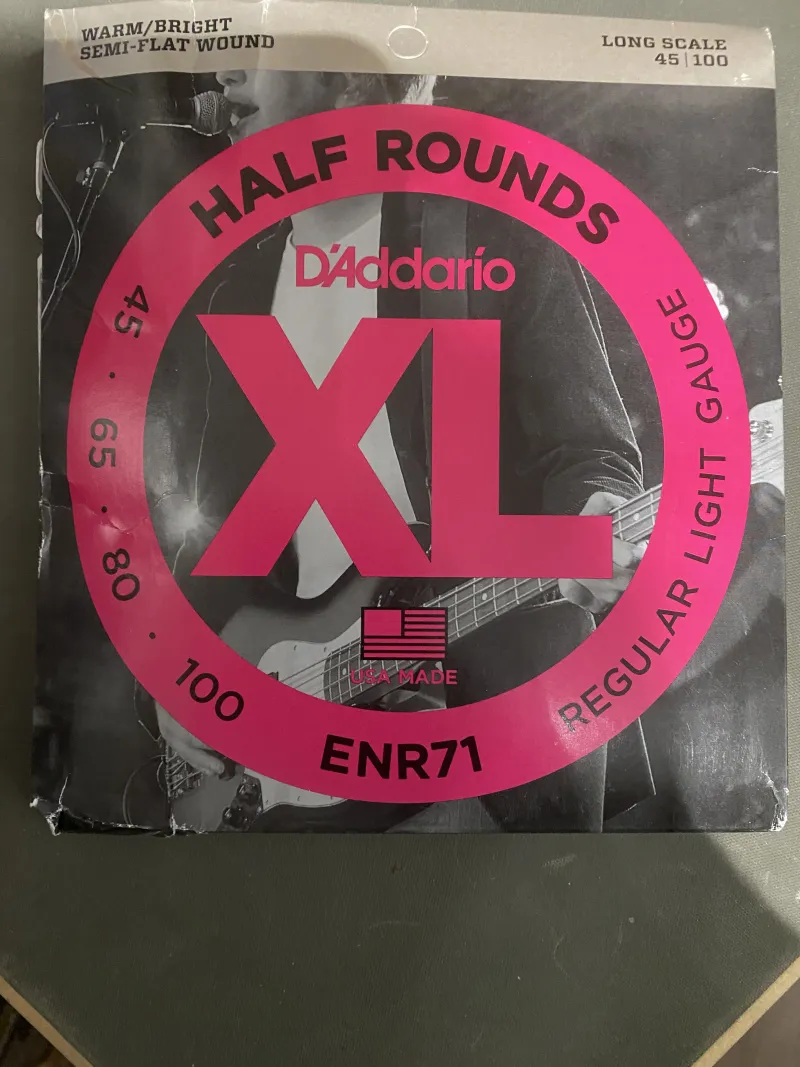 WARM/BRIGHT
SEMI-FLAT WOUND
LONG SCALE
45 | 100
HALF ROUNDS
D'Addario
XL
45 · 65 · 80 · 100
REGULAR LIGHT GAUGE
USA MADE
ENR71